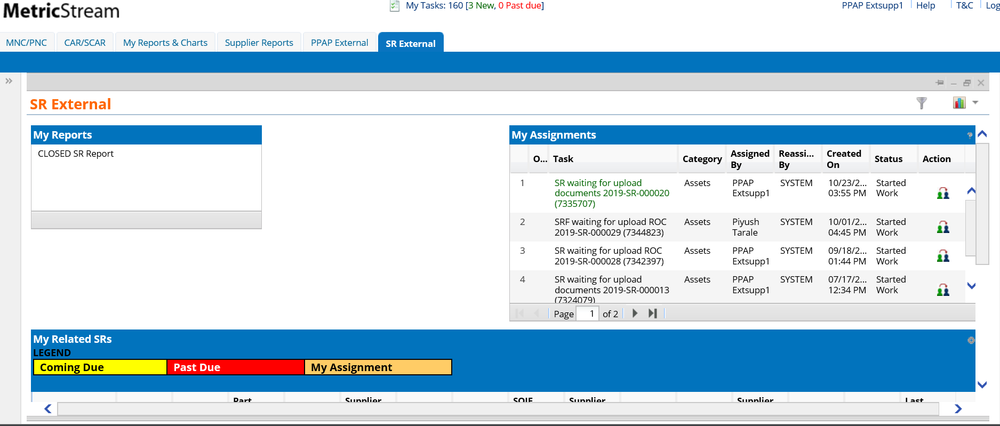 MetricStream
My Tasks: 160 [3 New, 0 Past due]
PPAP Extsupp1
Help
T&C
Log
MNC/PNC
CAR/SCAR
My Reports & Charts
Supplier Reports
PPAP External
SR External
SR External
My Reports
CLOSED SR Report
My Assignments
O... Task Category Assigned By Reassi... By Created On Status Action
1 SR waiting for upload documents 2019-SR-000020 (7335707) Assets PPAP Extsupp1 SYSTEM 10/23/2... 03:55 PM Started Work
2 SRF waiting for upload ROC 2019-SR-000029 (7344823) Assets Piyush Tarale SYSTEM 10/01/2... 04:45 PM Started Work
3 SR waiting for upload ROC 2019-SR-000028 (7342397) Assets PPAP Extsupp1 SYSTEM 09/18/2... 01:44 PM Started Work
4 SR waiting for upload documents 2019-SR-000013 (7324079) Assets PPAP Extsupp1 SYSTEM 07/17/2... 12:34 PM Started Work
Page 1 of 2
My Related SRs
LEGEND
Coming Due
Past Due
My Assignment
Part Supplier SQIE Supplier Supplier Last